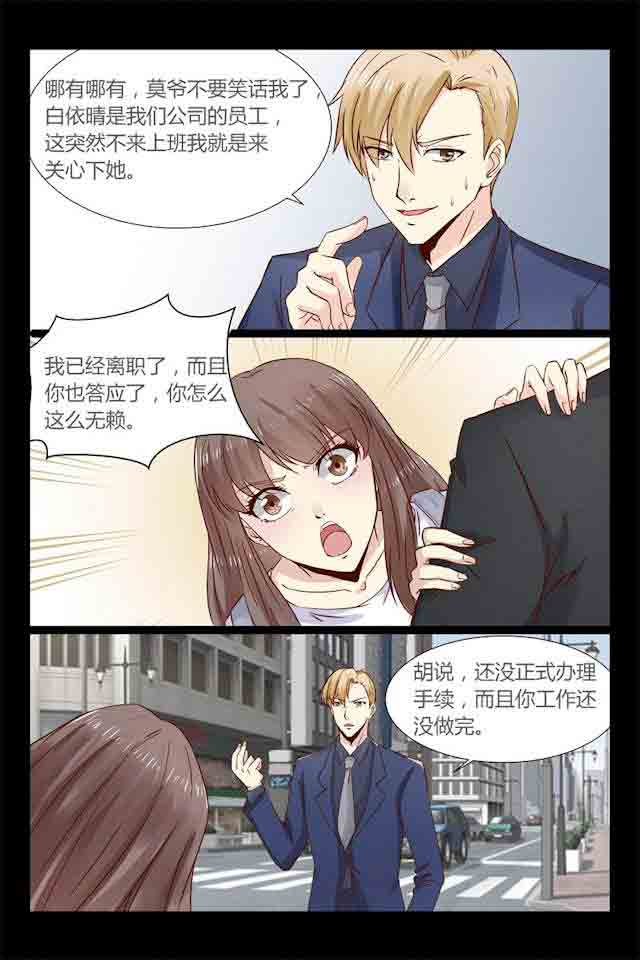 哪有哪有，莫爷不要笑话我了，
白依晴是我们公司的员工，
这突然不来上班我就是来
关心下她。
我已经离职了，而且
你也答应了，你怎么
这么无赖。
胡说，还没正式办理
手续，而且你工作还
没做完。